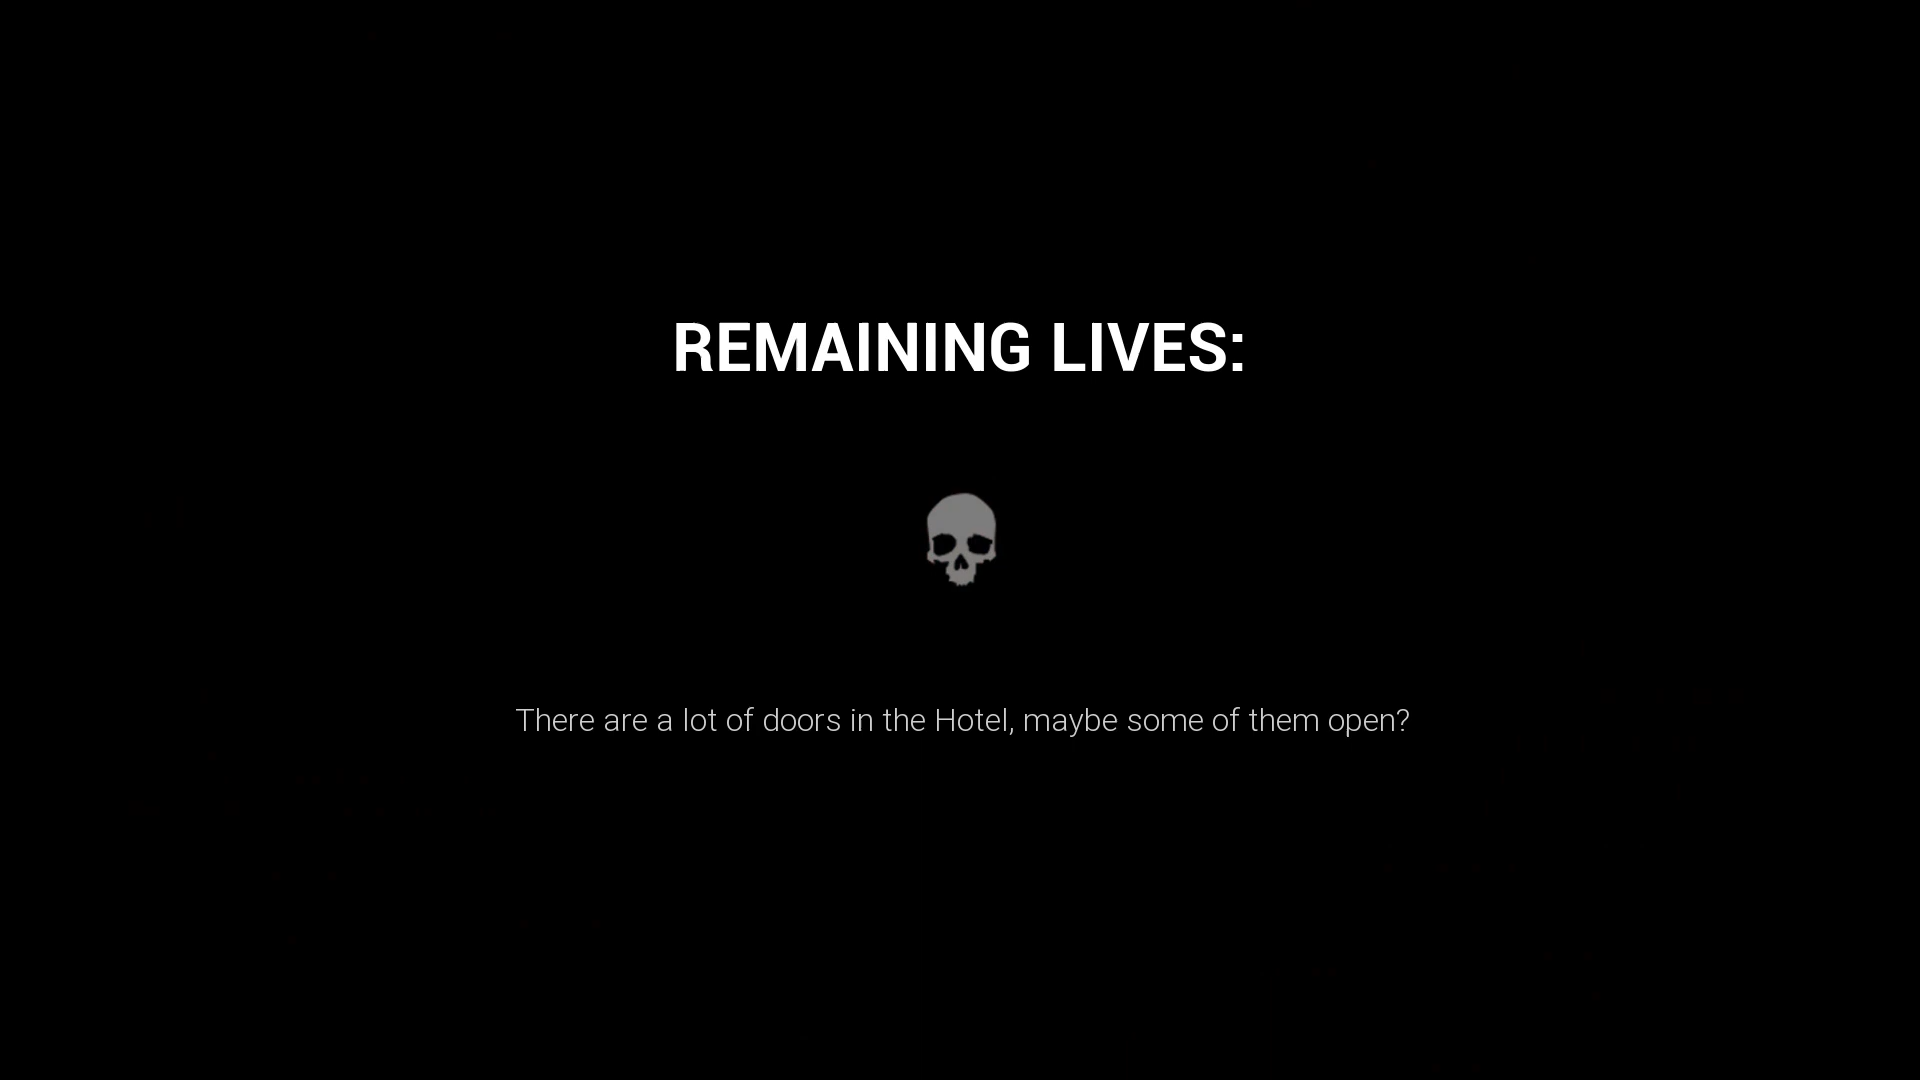 REMAINING LIVES:
There are a lot of doors in the Hotel, maybe some of them open?